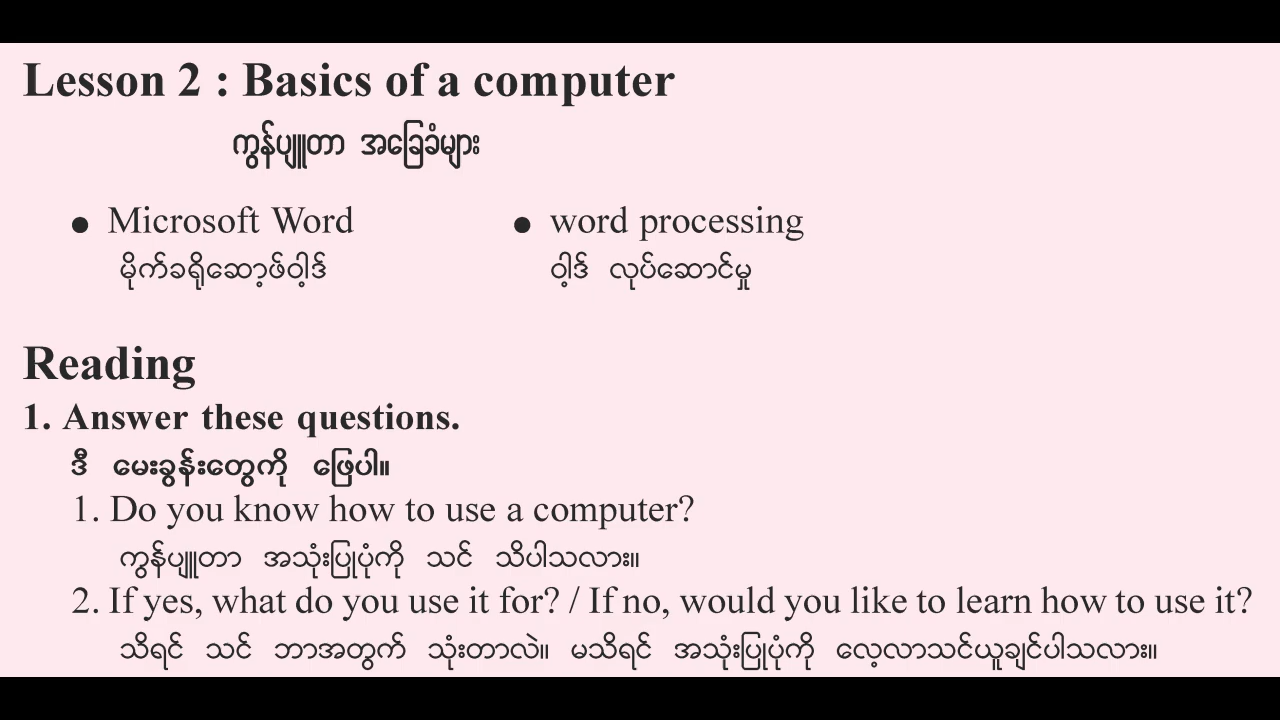 Lesson 2 : Basics of a computer
ကွန်ပျူတာ အခြေခံများ
• Microsoft Word • word processing
မိုက်ခရိုဆော့ဖ်ဝါ့ဒ် ဝါ့ဒ် လုပ်ဆောင်မှု
Reading
1. Answer these questions.
ဒီ မေးခွန်းတွေကို ဖြေပါ။
1. Do you know how to use a computer?
ကွန်ပျူတာ အသုံးပြုပုံကို သင် သိပါသလား။
2. If yes, what do you use it for? / If no, would you like to learn how to use it?
သိရင် သင် ဘာအတွက် သုံးတာလဲ။ မသိရင် အသုံးပြုပုံကို လေ့လာသင်ယူချင်ပါသလား။